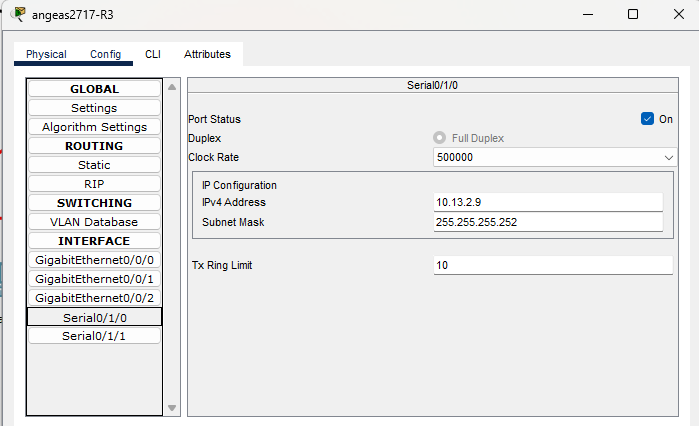 angeas2717-R3
Physical Config CLI Attributes
GLOBAL
Settings
Algorithm Settings
ROUTING
Static
RIP
SWITCHING
VLAN Database
INTERFACE
GigabitEthernet0/0/0
GigabitEthernet0/0/1
GigabitEthernet0/0/2
Serial0/1/0
Serial0/1/1
Serial0/1/0
Port Status On
Duplex Full Duplex
Clock Rate 500000
IP Configuration
IPv4 Address 10.13.2.9
Subnet Mask 255.255.255.252
Tx Ring Limit 10